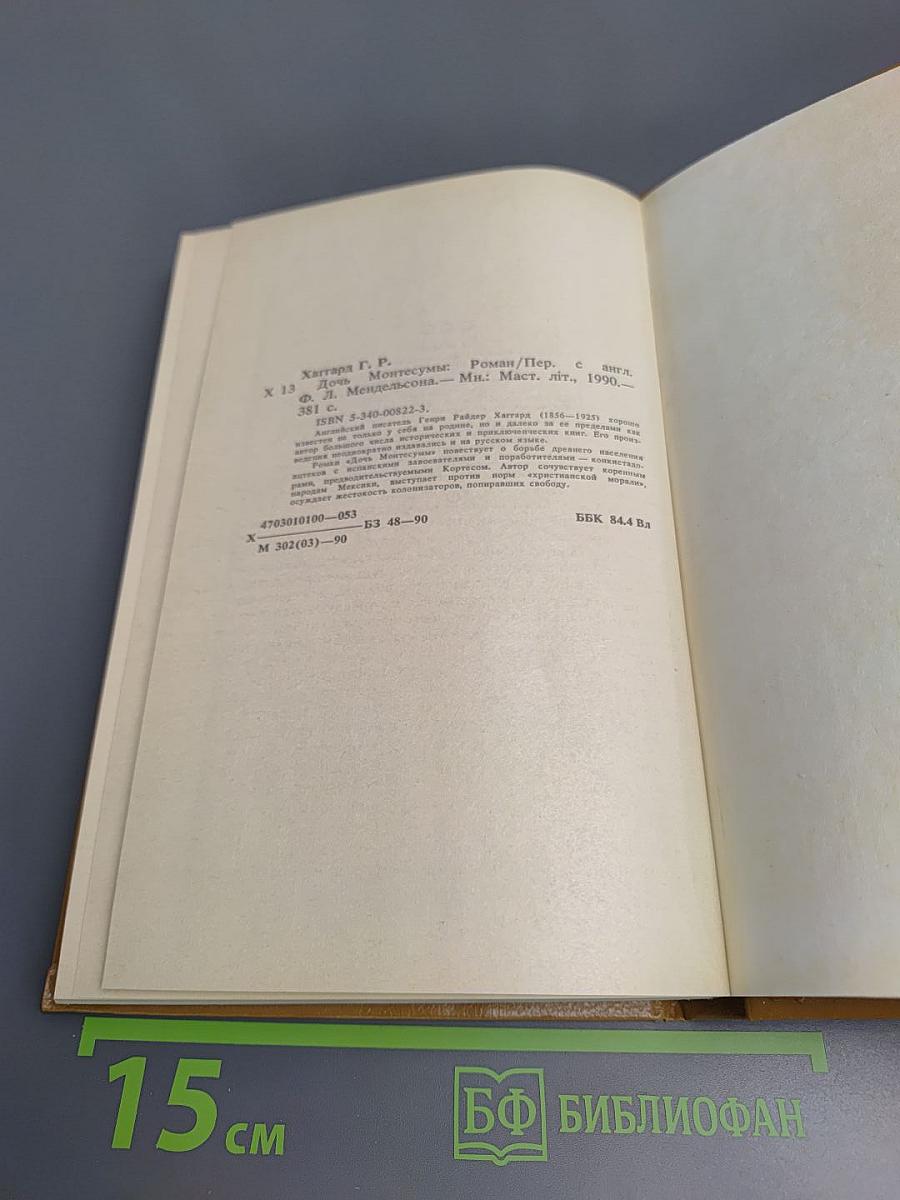 Хаггард Г. Р.
Х 13 Дочь Монтесумы: Роман/Пер. с англ.
Ф. Л. Мендельсона.— Мн.: Маст. літ., 1990.—
381 с.
ISBN 5-340-00822-3.
Английский писатель Генри Райдер Хаггард (1856—1925) хорошо
известен не только у себя на родине, но и далеко за ее пределами как
автор большого числа исторических и приключенческих книг. Его произ-
ведения неоднократно издавались и на русском языке.
Роман «Дочь Монтесумы» повествует о борьбе древнего населения
ацтеков с испанскими завоевателями и поработителями — конкистадо-
рами, предводительствуемыми Кортесом. Автор сочувствует коренным
народам Мексики, выступает против норм «христианской морали»,
осуждает жестокость колонизаторов, поправших свободу.
4703010100—053
Х ——— БЗ 48—90 ББК 84.4 Вл
М 302(03)—90
15 см
БФ БИБЛИОФАН